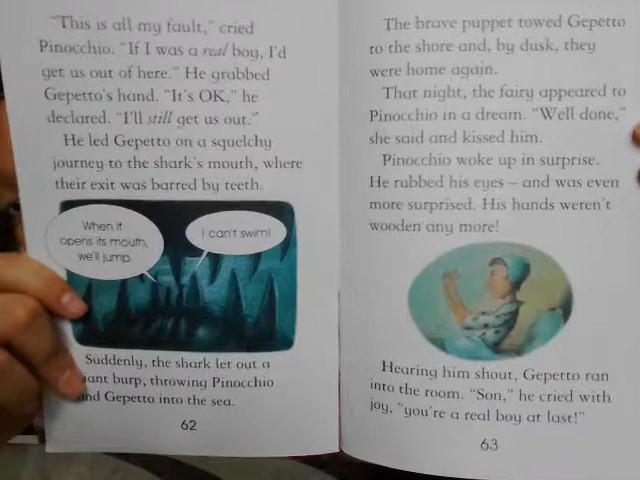 "This is all my fault," cried
Pinocchio. "If I was a real boy, I'd
get us out of here." He grabbed
Gepetto's hand. "It's OK," he
declared. "I'll still get us out."
He led Gepetto on a squelchy
journey to the shark's mouth, where
their exit was barred by teeth.
When it
opens its mouth,
we'll jump.
I can't swim!
Suddenly, the shark let out a
giant burp, throwing Pinocchio
and Gepetto into the sea.
62
The brave puppet towed Gepetto
to the shore and, by dusk, they
were home again.
That night, the fairy appeared to
Pinocchio in a dream. "Well done,"
she said and kissed him.
Pinocchio woke up in surprise.
He rubbed his eyes – and was even
more surprised. His hands weren't
wooden any more!
Hearing him shout, Gepetto ran
into the room. "Son," he cried with
joy, "you're a real boy at last!"
63